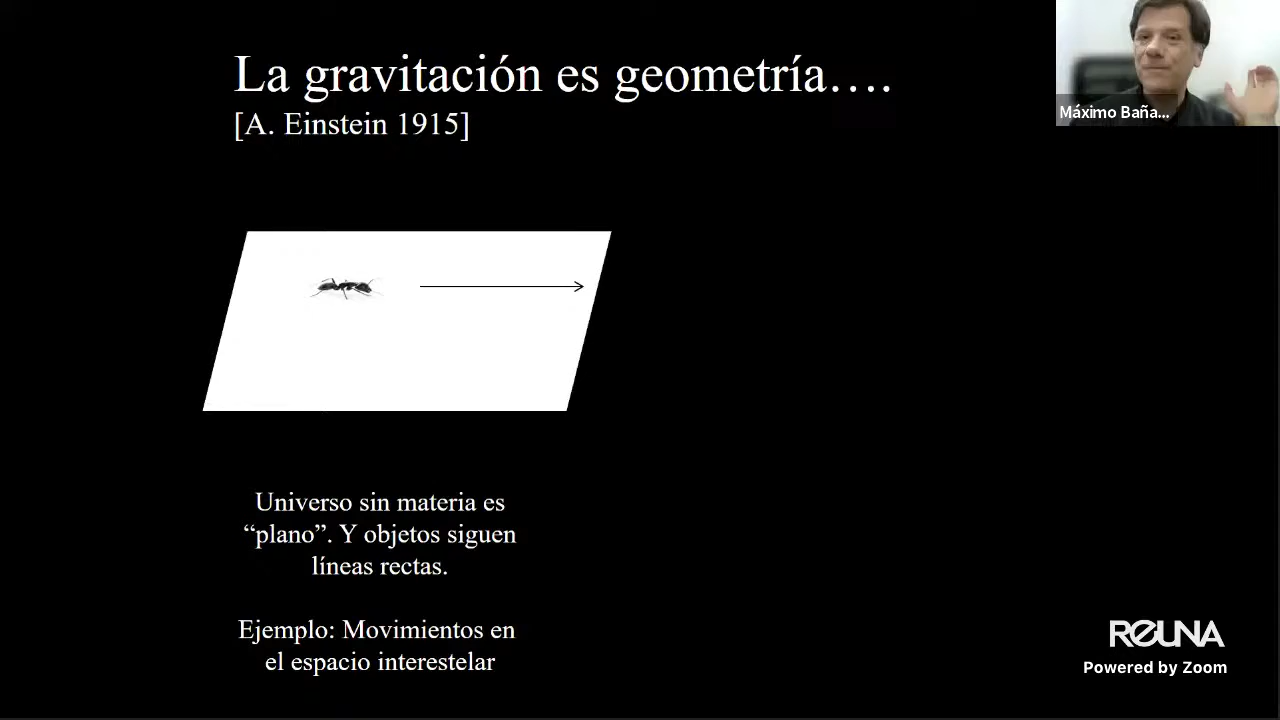 La gravitación es geometría….
[A. Einstein 1915]
Máximo Baña...
Universo sin materia es
“plano”. Y objetos siguen
líneas rectas.
Ejemplo: Movimientos en
el espacio interestelar
REUNA
Powered by Zoom